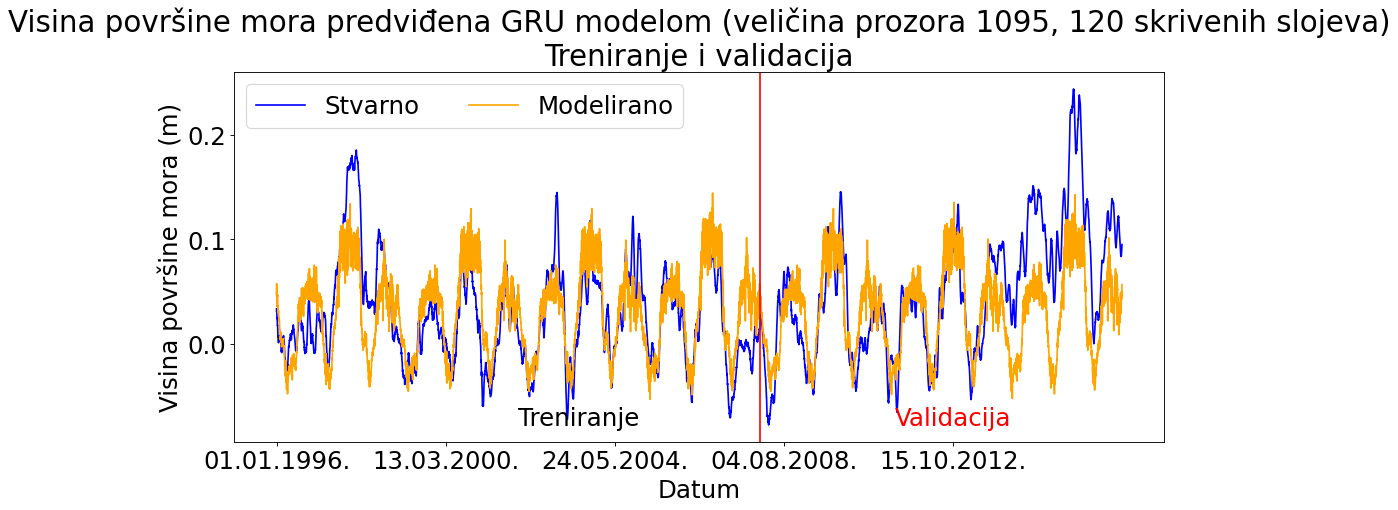 Visina površine mora predviđena GRU modelom (veličina prozora 1095, 120 skrivenih slojeva)
Treniranje i validacija
Stvarno
Modelirano
Visina površine mora (m)
0.2
0.1
0.0
Treniranje
Validacija
01.01.1996.
13.03.2000.
24.05.2004.
04.08.2008.
15.10.2012.
Datum